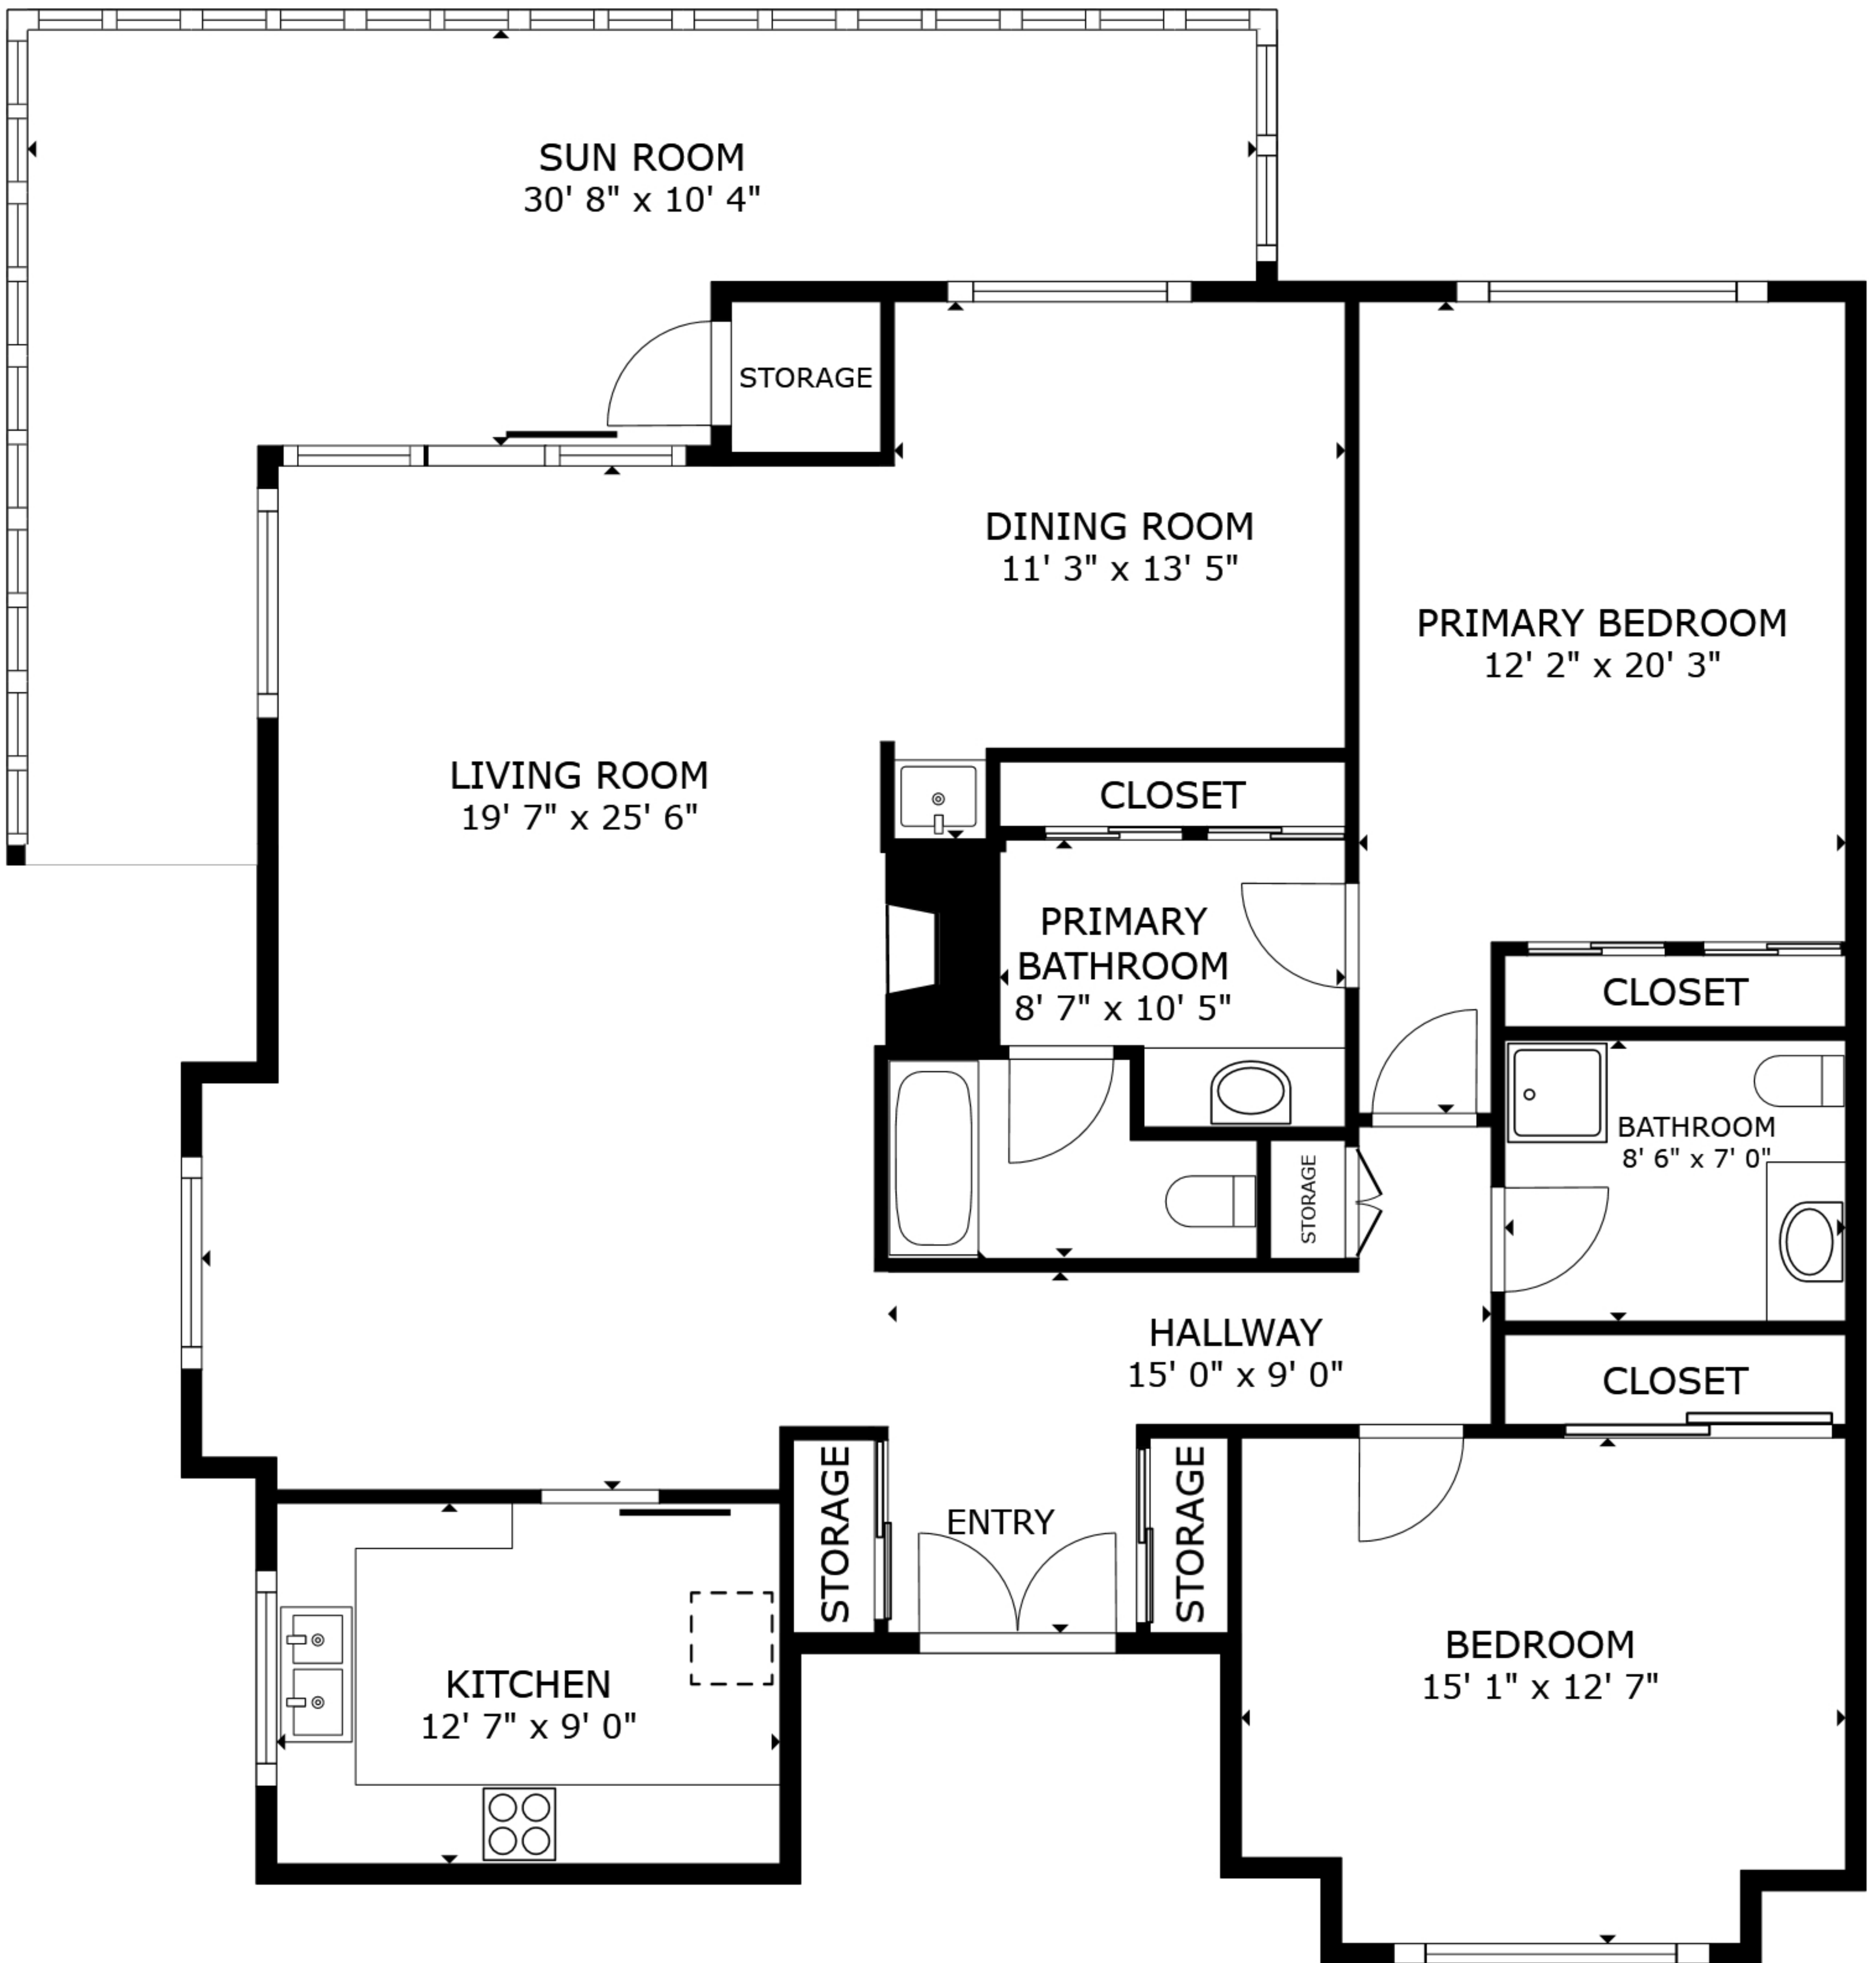 SUN ROOM
30' 8" x 10' 4"
STORAGE
DINING ROOM
11' 3" x 13' 5"
PRIMARY BEDROOM
12' 2" x 20' 3"
LIVING ROOM
19' 7" x 25' 6"
CLOSET
PRIMARY
BATHROOM
8' 7" x 10' 5"
CLOSET
BATHROOM
8' 6" x 7' 0"
STORAGE
HALLWAY
15' 0" x 9' 0"
CLOSET
STORAGE
ENTRY
STORAGE
KITCHEN
12' 7" x 9' 0"
BEDROOM
15' 1" x 12' 7"